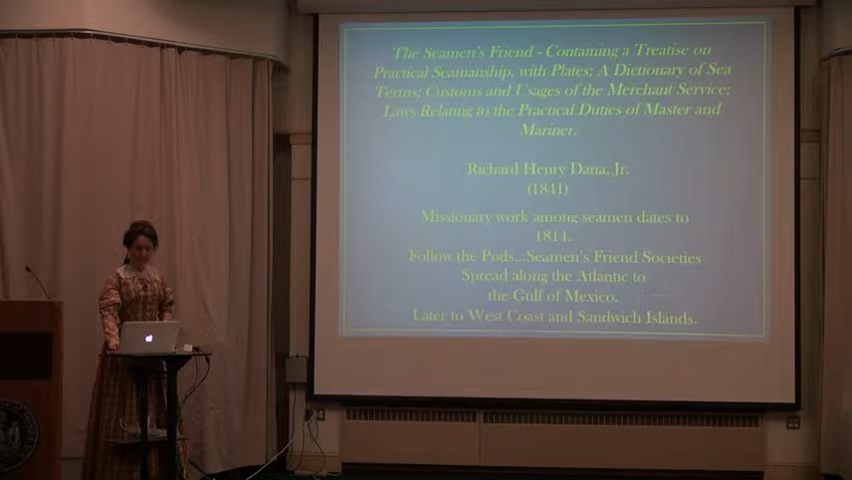 The Seamen's Friend - Containing a Treatise on
Practical Seamanship, with Plates; A Dictionary of Sea
Terms; Customs and Usages of the Merchant Service;
Laws Relating to the Practical Duties of Master and
Mariner.
Richard Henry Dana, Jr.
(1841)
Missionary work among seamen dates to
1814.
Follow the Pods...Seamen's Friend Societies
Spread along the Atlantic to
the Gulf of Mexico.
Later to West Coast and Sandwich Islands.